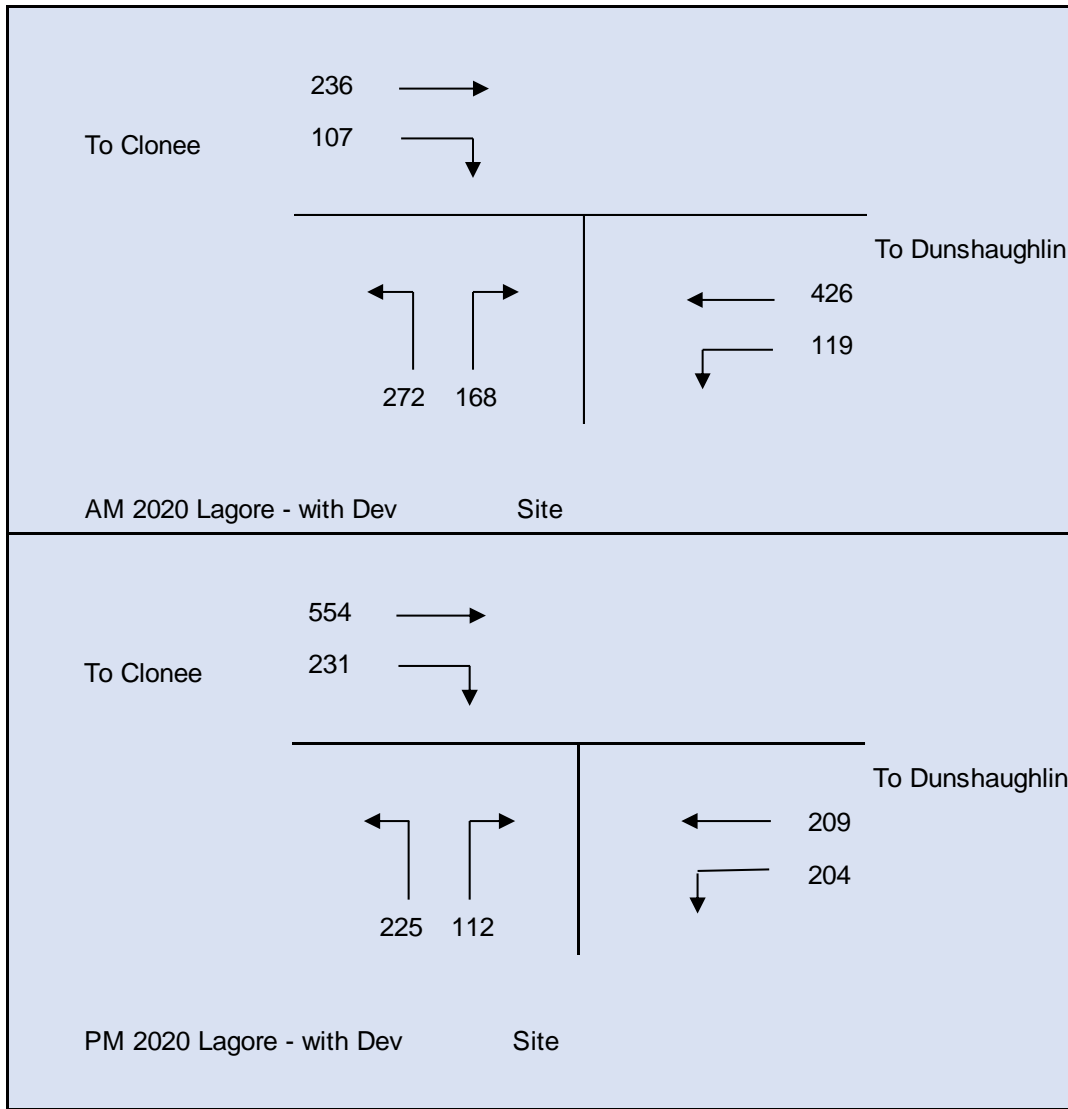 236
To Clonee 107
To Dunshaughlin
426
119
272 168
AM 2020 Lagore - with Dev Site
554
To Clonee 231
To Dunshaughlin
209
204
225 112
PM 2020 Lagore - with Dev Site